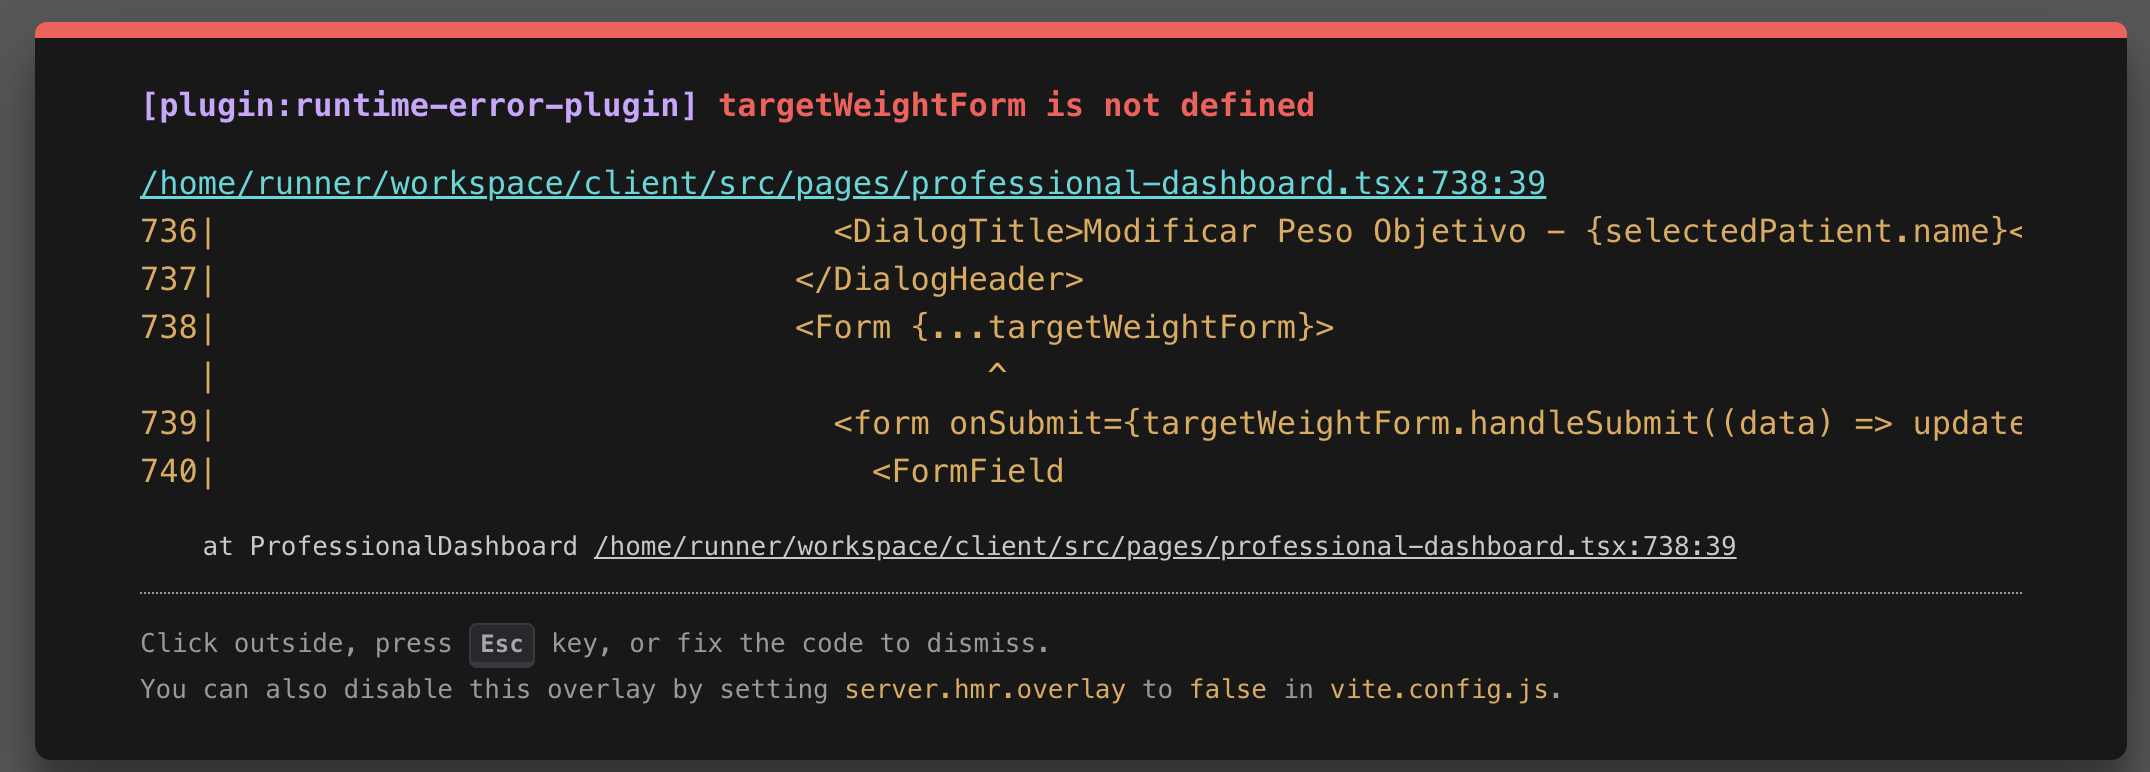 [plugin:runtime-error-plugin] targetWeightForm is not defined
/home/runner/workspace/client/src/pages/professional-dashboard.tsx:738:39
736|                                <DialogTitle>Modificar Peso Objetivo - {selectedPatient.name}<
737|                              </DialogHeader>
738|                              <Form {...targetWeightForm}>
   |                                        ^
739|                                <form onSubmit={targetWeightForm.handleSubmit((data) => update
740|                                  <FormField
at ProfessionalDashboard /home/runner/workspace/client/src/pages/professional-dashboard.tsx:738:39
Click outside, press Esc key, or fix the code to dismiss.
You can also disable this overlay by setting server.hmr.overlay to false in vite.config.js.